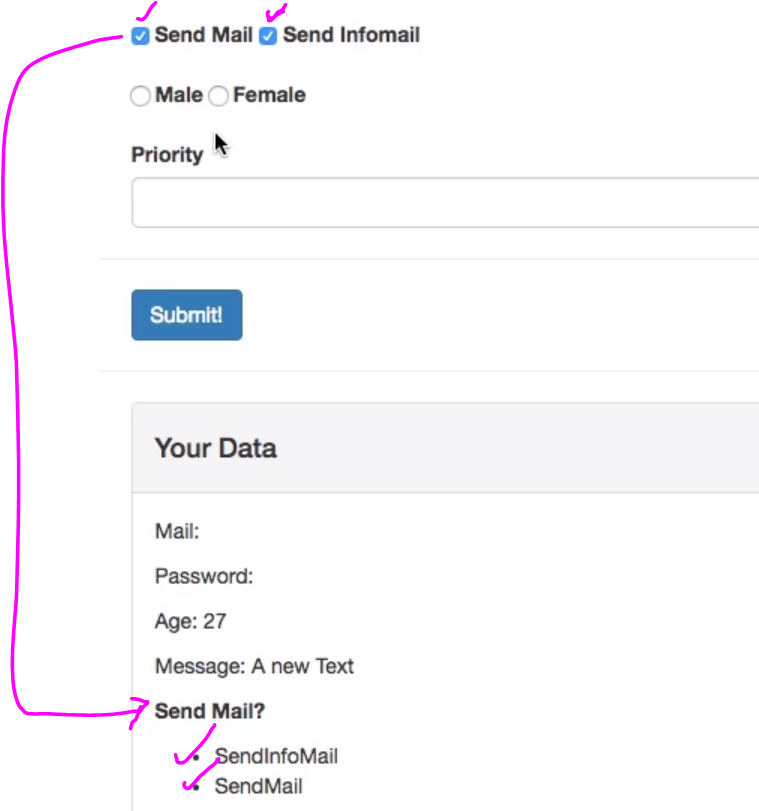 Send Mail Send Infomail
Male Female
Priority
Submit!
Your Data
Mail:
Password:
Age: 27
Message: A new Text
Send Mail?
SendInfoMail
SendMail